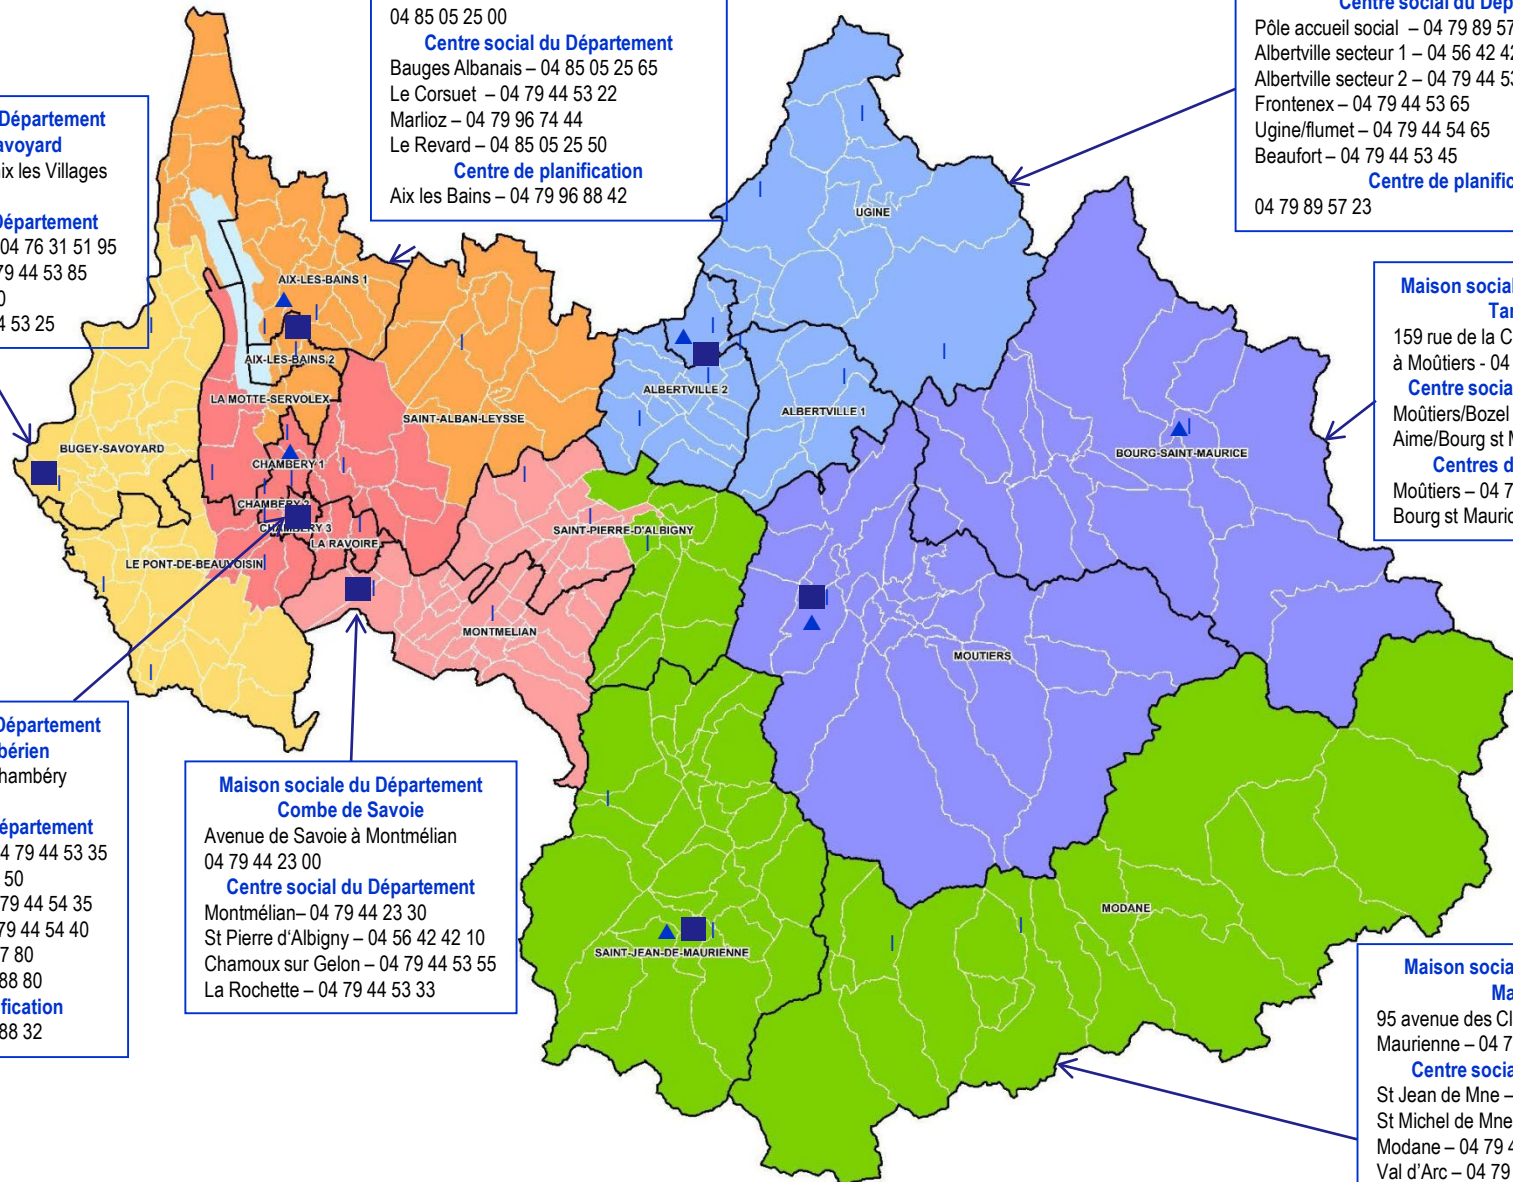 04 85 05 25 00
Centre social du Département
Bauges Albanais – 04 85 05 25 65
Le Corsuet – 04 79 44 53 22
Marlioz – 04 79 96 74 44
Le Revard – 04 85 05 25 50
Centre de planification
Aix les Bains – 04 79 96 88 42
Centre social du Dép
Pôle accueil social – 04 79 89 57
Albertville secteur 1 – 04 56 42 42
Albertville secteur 2 – 04 79 44 53
Frontenex – 04 79 44 53 65
Ugine/flumet – 04 79 44 54 65
Beaufort – 04 79 44 53 45
Centre de planific
04 79 89 57 23
Département
avoyard
ix les Villages
Département
04 76 31 51 95
79 44 53 85
0
4 53 25
Maison social
Tar
159 rue de la C
à Moûtiers - 04
Centre socia
Moûtiers/Bozel
Aime/Bourg st M
Centres d
Moûtiers – 04 7
Bourg st Mauric
UGINE
AIX-LES-BAINS 1
AIX-LES-BAINS 2
LA MOTTE-SERVOLEX
SAINT-ALBAN-LEYSSE
ALBERTVILLE 2
ALBERTVILLE 1
BUGEY-SAVOYARD
CHAMBERY 1
BOURG-SAINT-MAURICE
CHAMBERY 2
CHAMBERY 3
LA RAVOIRE
SAINT-PIERRE-D'ALBIGNY
LE PONT-DE-BEAUVOISIN
MONTMELIAN
MOUTIERS
MODANE
SAINT-JEAN-DE-MAURIENNE
Département
bérien
hambéry
épartement
4 79 44 53 35
50
79 44 54 35
79 44 54 40
7 80
88 80
ification
88 32
Maison sociale du Département
Combe de Savoie
Avenue de Savoie à Montmélian
04 79 44 23 00
Centre social du Département
Montmélian– 04 79 44 23 30
St Pierre d'Albigny – 04 56 42 42 10
Chamoux sur Gelon – 04 79 44 53 55
La Rochette – 04 79 44 53 33
Maison socia
Ma
95 avenue des Cl
Maurienne – 04 7
Centre social
St Jean de Mne –
St Michel de Mne
Modane – 04 79 4
Val d'Arc – 04 79